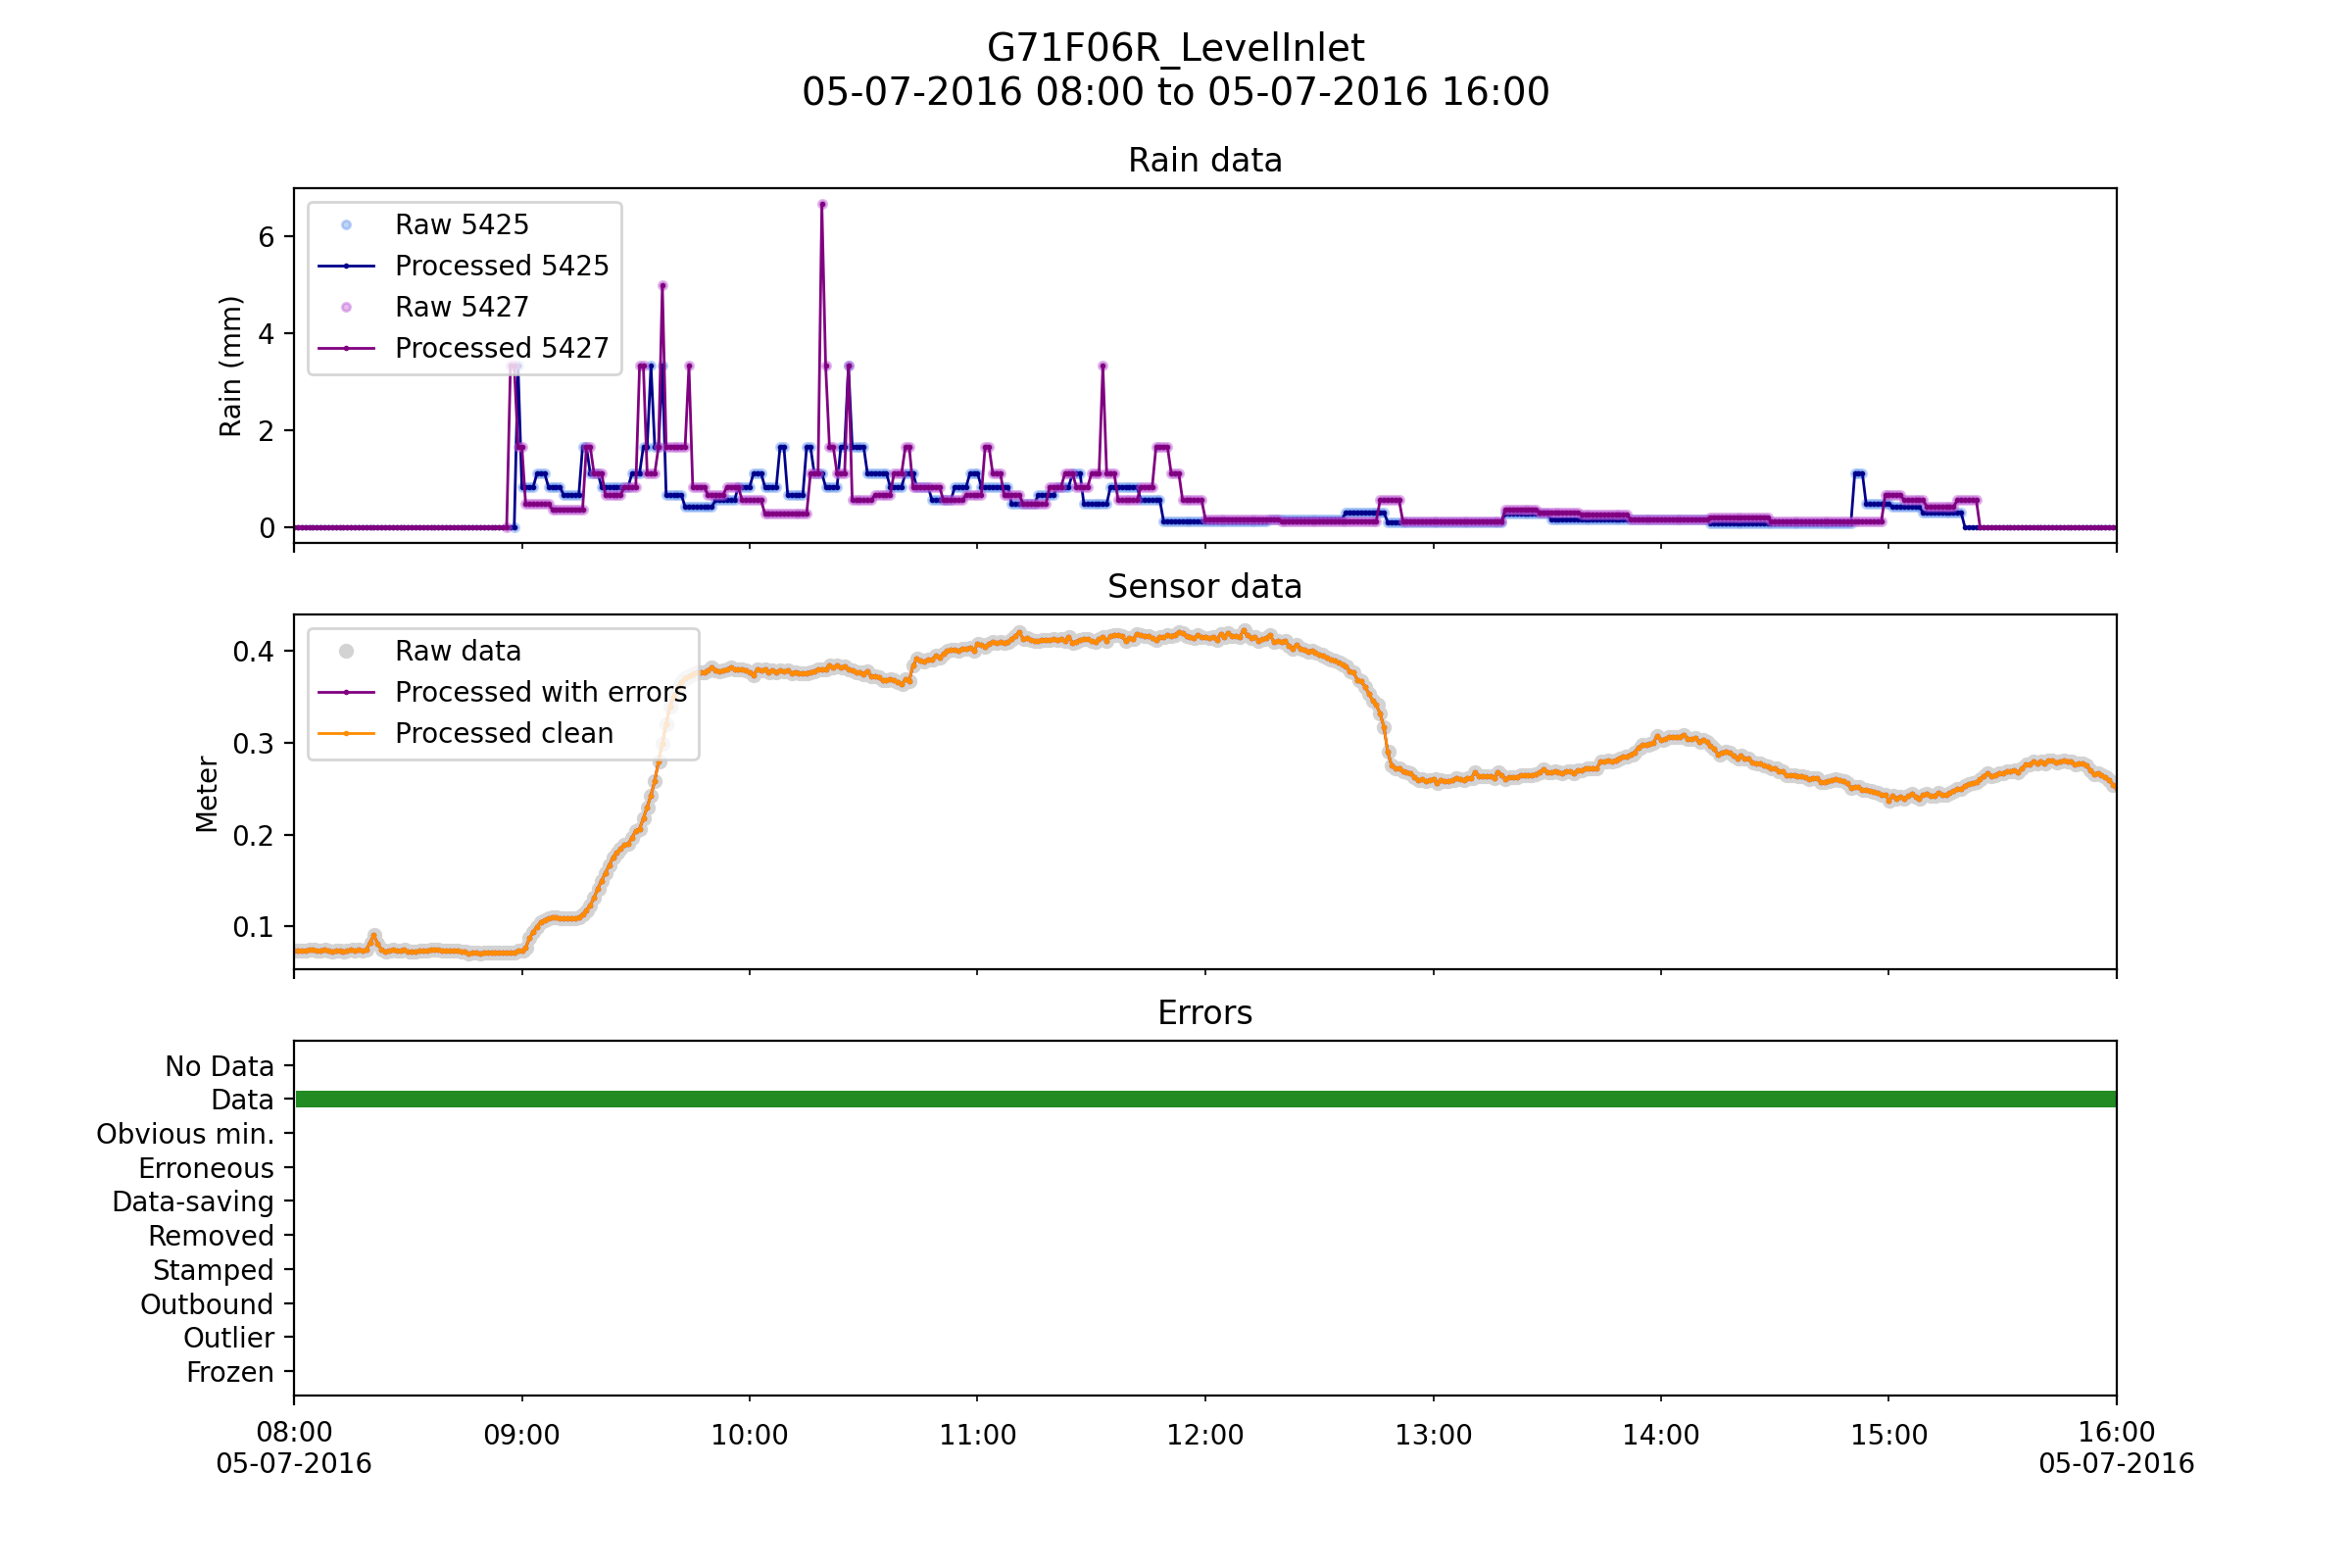 G71F06R_LevelInlet
05-07-2016 08:00 to 05-07-2016 16:00
Rain data
Rain (mm)
6
4
2
0
Raw 5425
Processed 5425
Raw 5427
Processed 5427
Sensor data
Meter
0.4
0.3
0.2
0.1
Raw data
Processed with errors
Processed clean
Errors
No Data
Data
Obvious min.
Erroneous
Data-saving
Removed
Stamped
Outbound
Outlier
Frozen
08:00
05-07-2016
09:00
10:00
11:00
12:00
13:00
14:00
15:00
16:00
05-07-2016